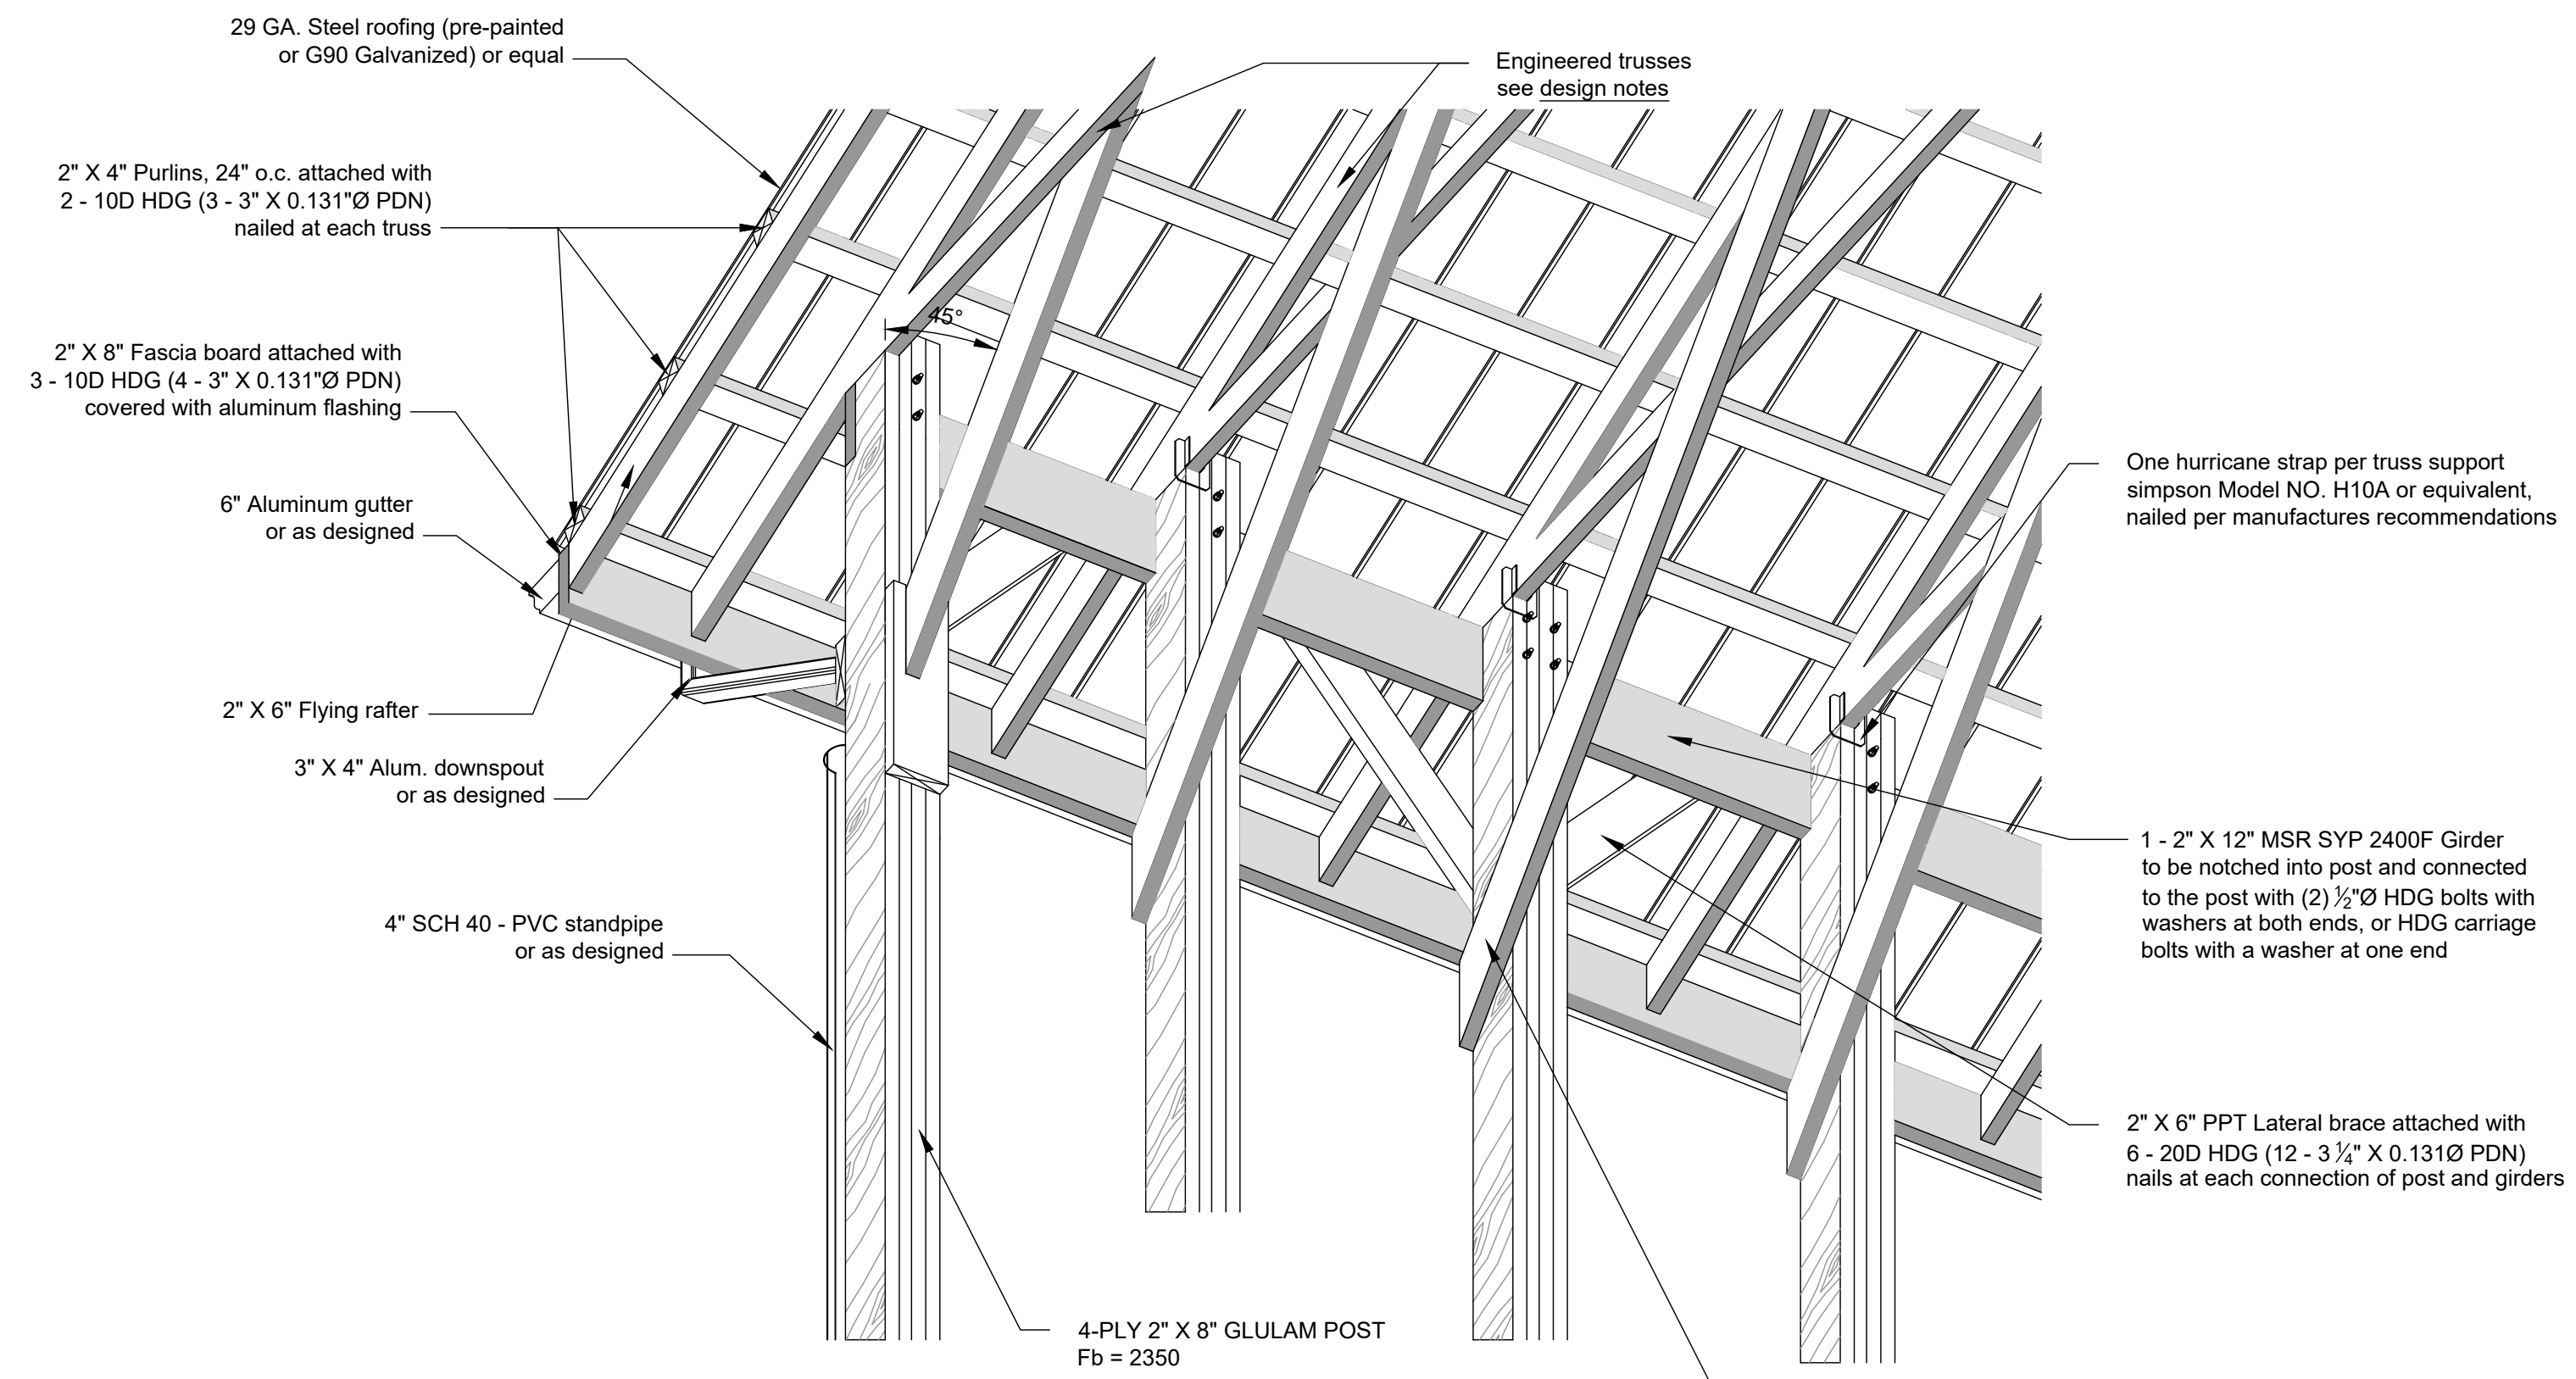 29 GA. Steel roofing (pre-painted
or G90 Galvanized) or equal
Engineered trusses
see design notes
2" X 4" Purlins, 24" o.c. attached with
2 - 10D HDG (3 - 3" X 0.131"Ø PDN)
nailed at each truss
45°
2" X 8" Fascia board attached with
3 - 10D HDG (4 - 3" X 0.131"Ø PDN)
covered with aluminum flashing
One hurricane strap per truss support
simpson Model NO. H10A or equivalent,
nailed per manufactures recommendations
6" Aluminum gutter
or as designed
2" X 6" Flying rafter
3" X 4" Alum. downspout
or as designed
1 - 2" X 12" MSR SYP 2400F Girder
to be notched into post and connected
to the post with (2) ½"Ø HDG bolts with
washers at both ends, or HDG carriage
bolts with a washer at one end
4" SCH 40 - PVC standpipe
or as designed
2" X 6" PPT Lateral brace attached with
6 - 20D HDG (12 - 3 ¼" X 0.131Ø PDN)
nails at each connection of post and girders
4-PLY 2" X 8" GLULAM POST
Fb = 2350